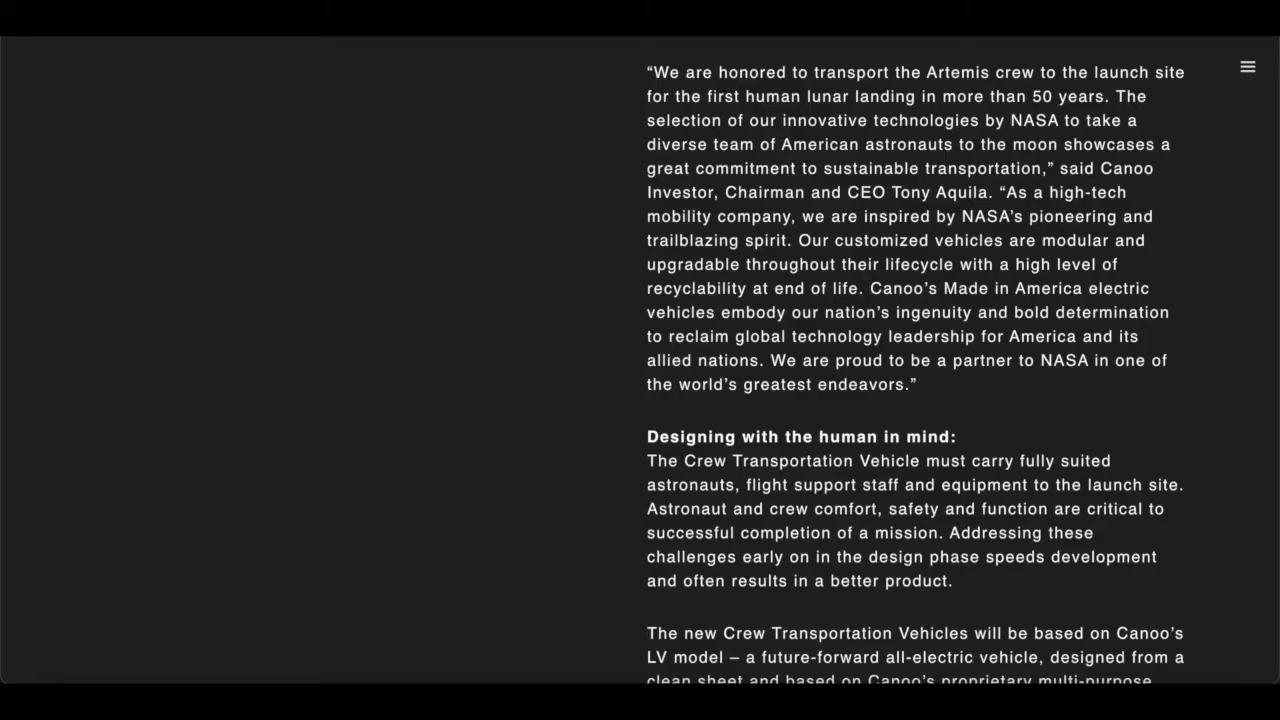 “We are honored to transport the Artemis crew to the launch site
for the first human lunar landing in more than 50 years. The
selection of our innovative technologies by NASA to take a
diverse team of American astronauts to the moon showcases a
great commitment to sustainable transportation,” said Canoo
Investor, Chairman and CEO Tony Aquila. “As a high-tech
mobility company, we are inspired by NASA’s pioneering and
trailblazing spirit. Our customized vehicles are modular and
upgradable throughout their lifecycle with a high level of
recyclability at end of life. Canoo’s Made in America electric
vehicles embody our nation’s ingenuity and bold determination
to reclaim global technology leadership for America and its
allied nations. We are proud to be a partner to NASA in one of
the world’s greatest endeavors.”
Designing with the human in mind:
The Crew Transportation Vehicle must carry fully suited
astronauts, flight support staff and equipment to the launch site.
Astronaut and crew comfort, safety and function are critical to
successful completion of a mission. Addressing these
challenges early on in the design phase speeds development
and often results in a better product.
The new Crew Transportation Vehicles will be based on Canoo’s
LV model – a future-forward all-electric vehicle, designed from a
clean sheet and based on Canoo’s proprietary multi-purpose